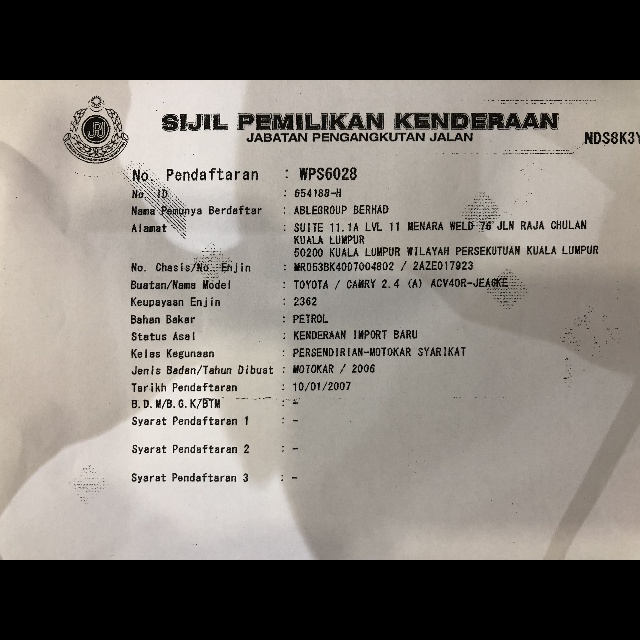 SIJIL PEMILIKAN KENDERAAN
JABATAN PENGANGKUTAN JALAN
NDS8K3Y
No. Pendaftaran : WPS6028
No ID : 654188-H
Nama Pemunya Berdaftar : ABLEGROUP BERHAD
Alamat : SUITE 11.1A LVL 11 MENARA WELD 76 JLN RAJA CHULAN
KUALA LUMPUR
50200 KUALA LUMPUR WILAYAH PERSEKUTUAN KUALA LUMPUR
No. Chasis/No. Enjin : MR053BK4007004802 / 2AZE017923
Buatan/Nama Model : TOYOTA / CAMRY 2.4 (A) ACV40R-JEAGKE
Keupayaan Enjin : 2362
Bahan Bakar : PETROL
Status Asal : KENDERAAN IMPORT BARU
Kelas Kegunaan : PERSENDIRIAN-MOTOKAR SYARIKAT
Jenis Badan/Tahun Dibuat : MOTOKAR / 2006
Tarikh Pendaftaran : 10/01/2007
B.D.M/B.G.K/BTM : -
Syarat Pendaftaran 1 : -
Syarat Pendaftaran 2 : -
Syarat Pendaftaran 3 : -